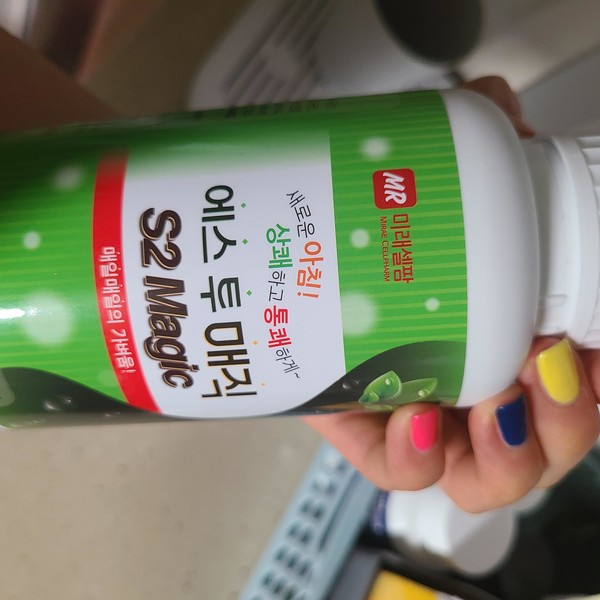 MR
미래셀팜
MIRAE CELLPHARM
새로운 아침!
상쾌하고 통쾌하게~
에스 투 매직
S2 Magic
매일매일의 가벼움!